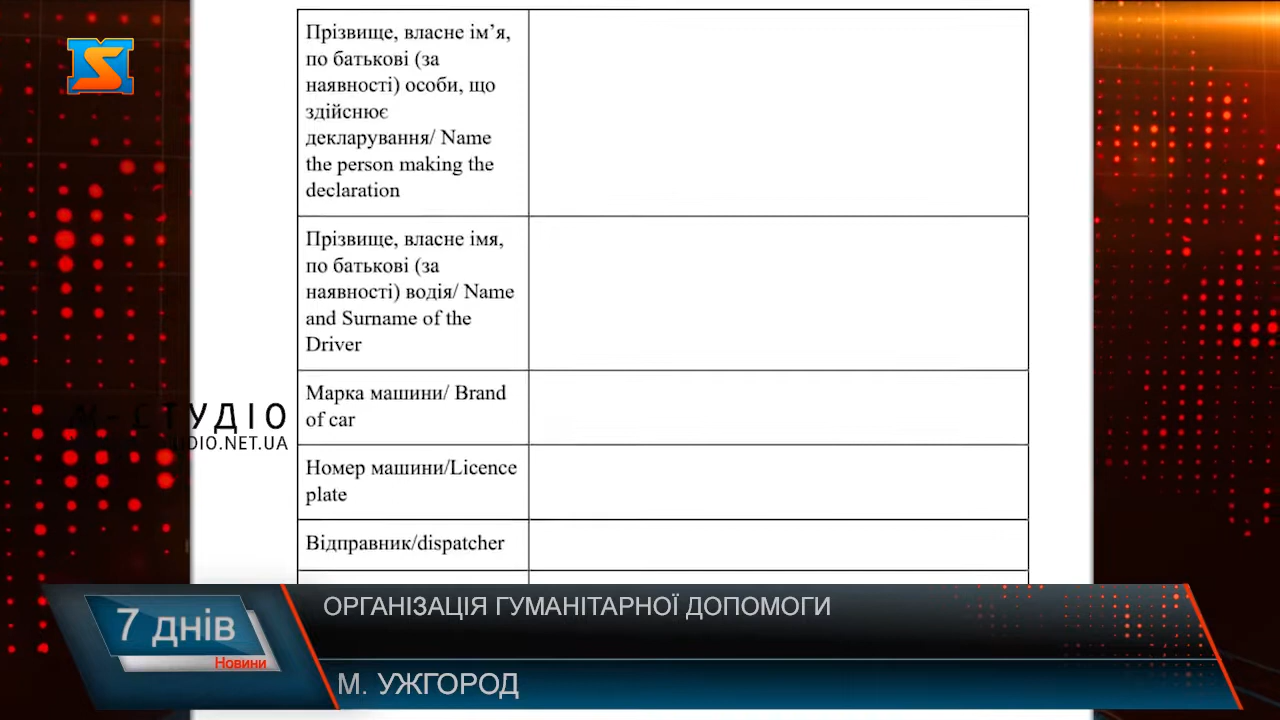 Прізвище, власне ім’я,
по батькові (за
наявності) особи, що
здійснює
декларування/ Name
the person making the
declaration
Прізвище, власне імя,
по батькові (за
наявності) водія/ Name
and Surname of the
Driver
Марка машини/ Brand
of car
М-СТУДІО
UDIO.NET.UA
Номер машини/Licence
plate
Відправник/dispatcher
7 днів
Новини
ОРГАНІЗАЦІЯ ГУМАНІТАРНОЇ ДОПОМОГИ
М. УЖГОРОД